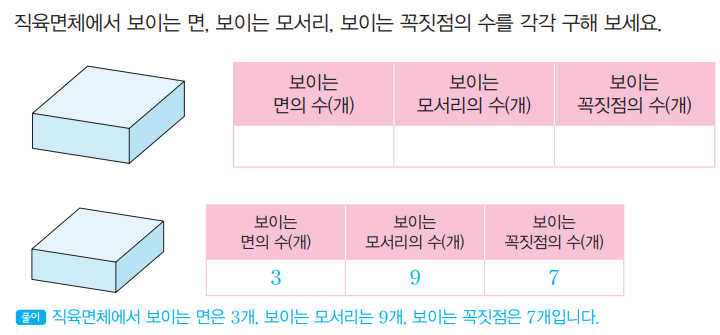 직육면체에서 보이는 면, 보이는 모서리, 보이는 꼭짓점의 수를 각각 구해 보세요.
보이는
면의 수(개)
보이는
모서리의 수(개)
보이는
꼭짓점의 수(개)
보이는
면의 수(개)
보이는
모서리의 수(개)
보이는
꼭짓점의 수(개)
3
9
7
풀이 직육면체에서 보이는 면은 3개, 보이는 모서리는 9개, 보이는 꼭짓점은 7개입니다.